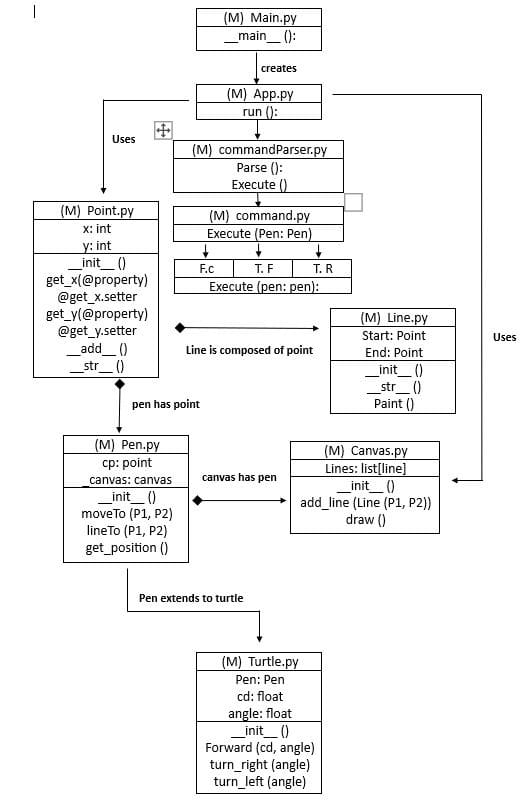 (M) Main.py
__main__ ():
creates
(M) App.py
run ():
Uses
(M) commandParser.py
Parse ():
Execute ()
(M) command.py
Execute (Pen: Pen)
F.c T. F T. R
Execute (pen: pen):
(M) Point.py
x: int
y: int
__init__ ()
get_x(@property)
@get_x.setter
get_y(@property)
@get_y.setter
__add__ ()
__str__ ()
Line is composed of point
(M) Line.py
Start: Point
End: Point
__init__ ()
__str__ ()
Paint ()
Uses
pen has point
(M) Pen.py
cp: point
_canvas: canvas
__init__ ()
moveTo (P1, P2)
lineTo (P1, P2)
get_position ()
canvas has pen
(M) Canvas.py
Lines: list[line]
__init__ ()
add_line (Line (P1, P2))
draw ()
Pen extends to turtle
(M) Turtle.py
Pen: Pen
cd: float
angle: float
__init__ ()
Forward (cd, angle)
turn_right (angle)
turn_left (angle)